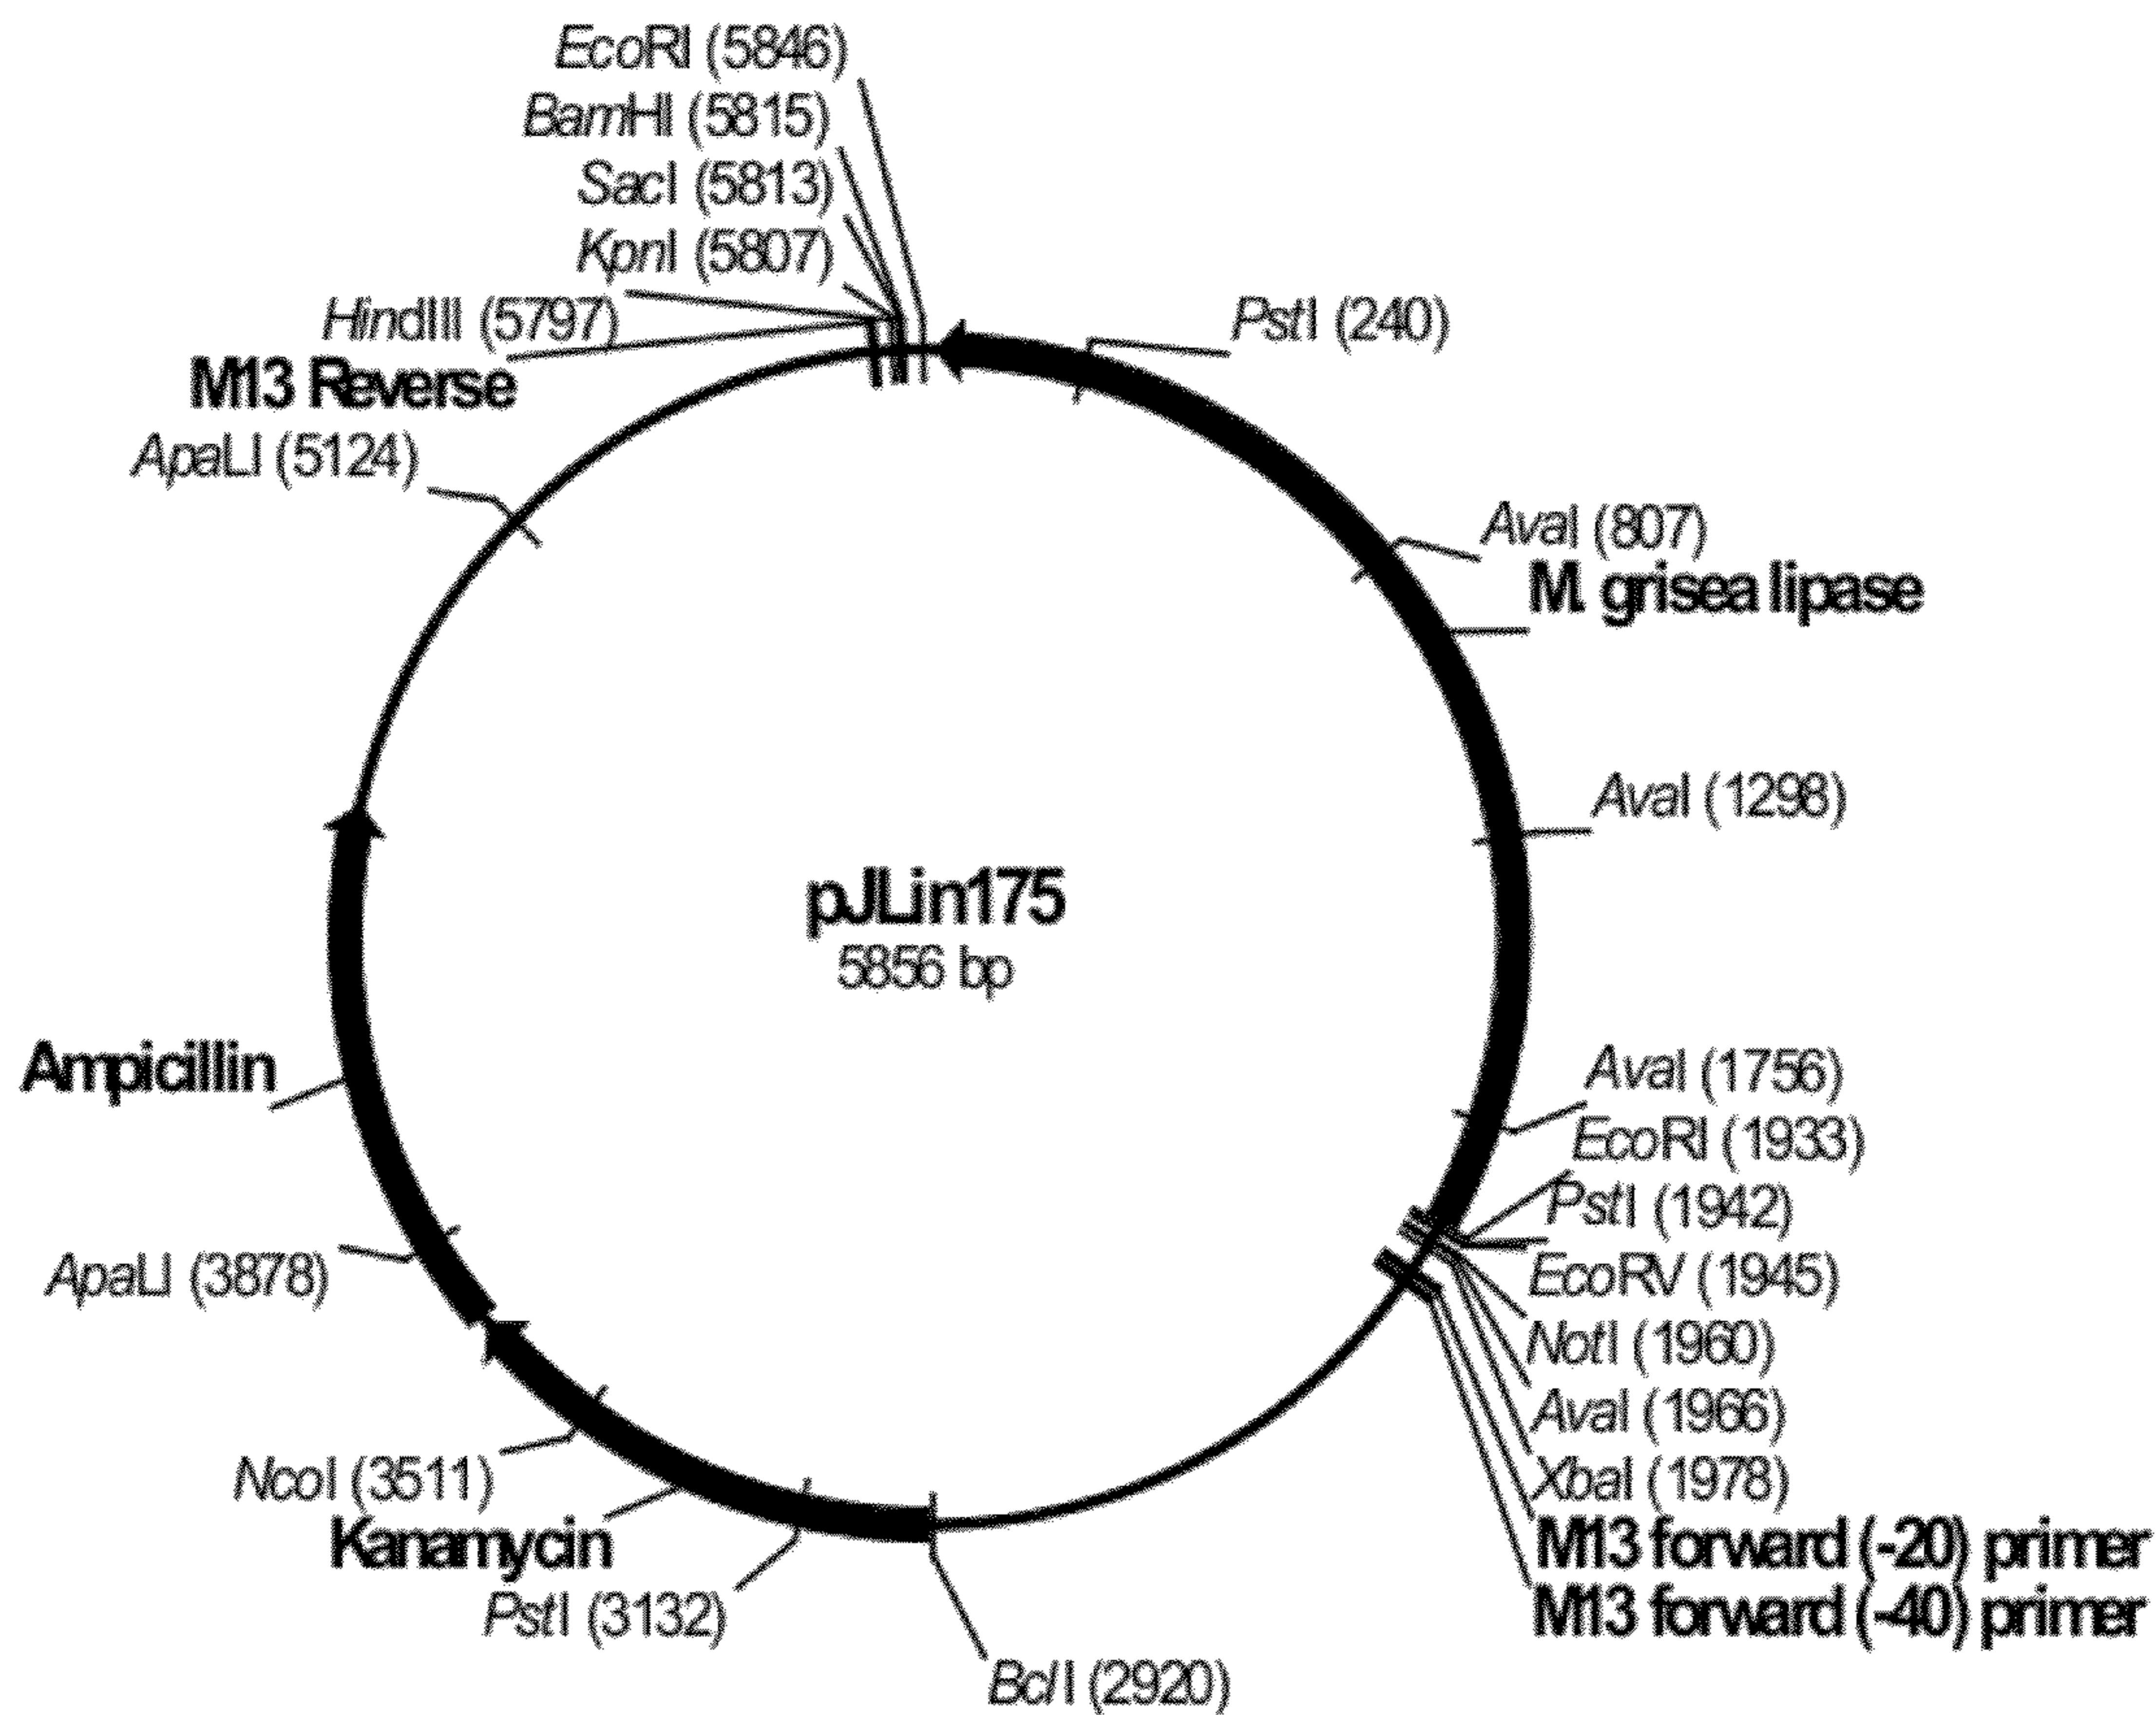 EcoRI (5846)
BamHI (5815)
SacI (5813)
KpnI (5807)
HindIII (5797)
M13 Reverse
ApaLI (5124)
PstI (240)
AvaI (807)
M. grisea lipase
AvaI (1298)
pJLin175
5856 bp
Ampicillin
AvaI (1756)
EcoRI (1933)
PstI (1942)
EcoRV (1945)
NotI (1960)
AvaI (1966)
XbaI (1978)
M13 forward (-20) primer
M13 forward (-40) primer
ApaLI (3878)
NcoI (3511)
Kanamycin
PstI (3132)
BclI (2920)